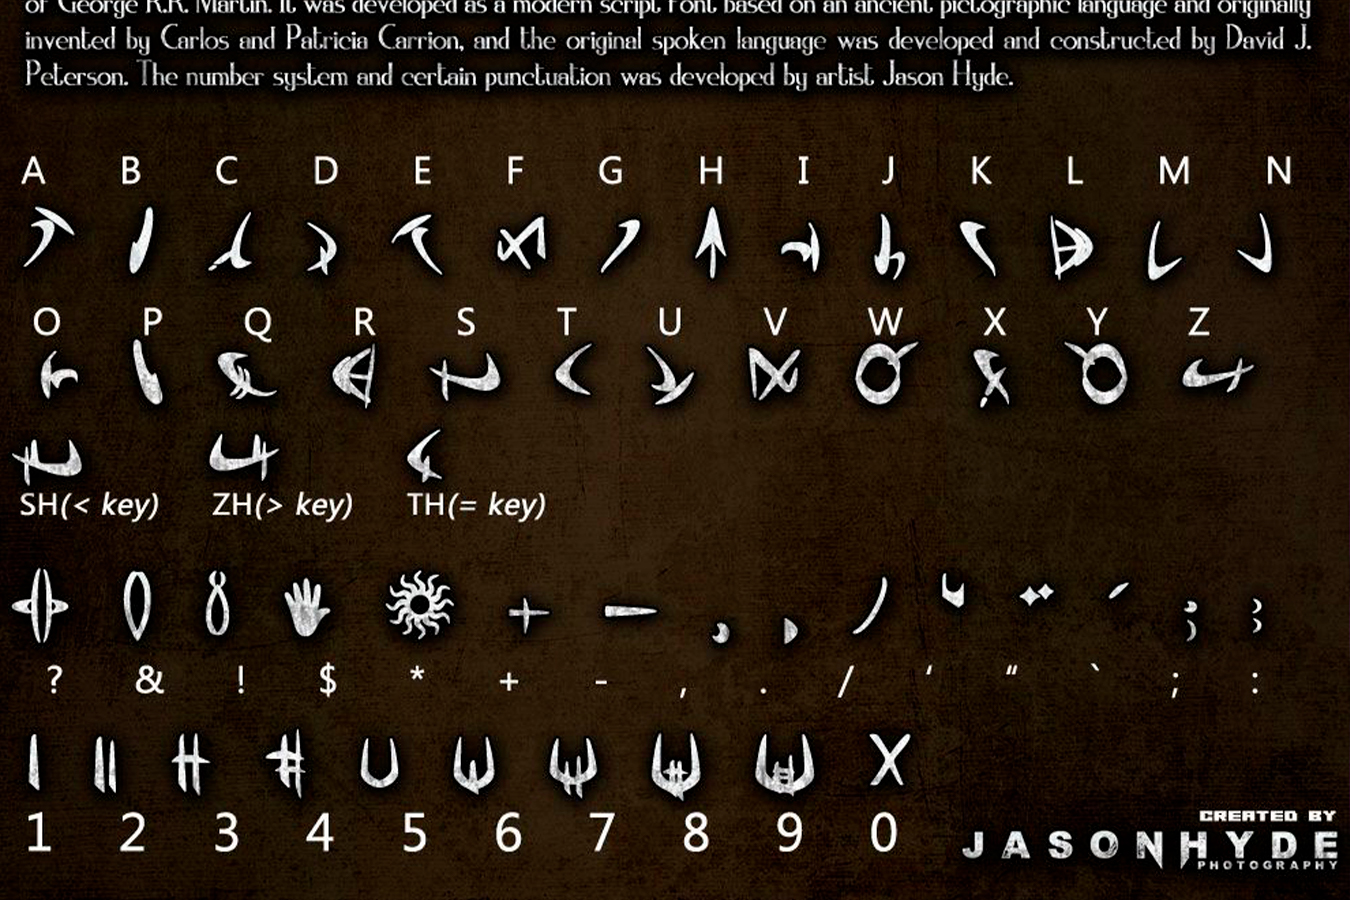 of George R.R. Martin. It was developed as a modern script font based on an ancient pictographic language and originally
invented by Carlos and Patricia Carrion, and the original spoken language was developed and constructed by David J.
Peterson. The number system and certain punctuation was developed by artist Jason Hyde.
A B C D E F G H I J K L M N
O P Q R S T U V W X Y Z
SH(< key) ZH(> key) TH(= key)
? & ! $ * + - , . / ‘ “ ` ; :
1 2 3 4 5 6 7 8 9 0
CREATED BY
JASONHYDE
PHOTOGRAPHY